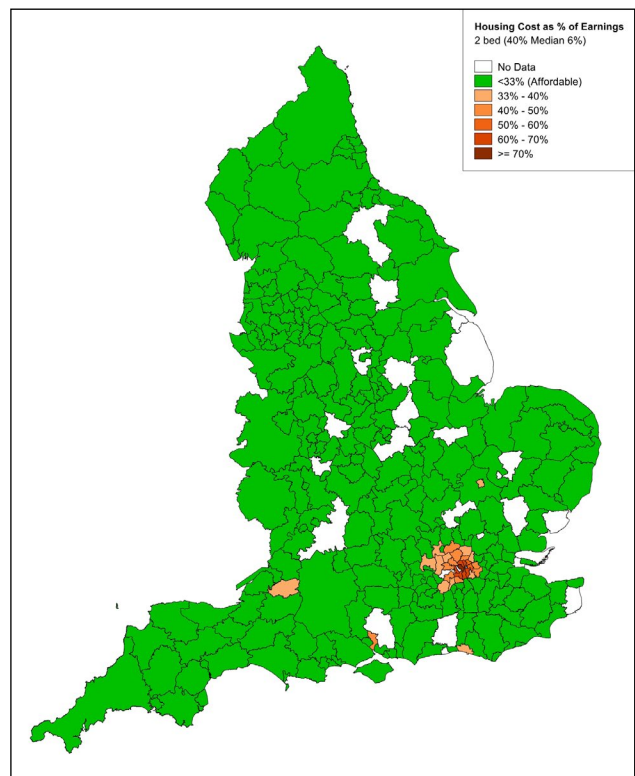 Housing Cost as % of Earnings
2 bed (40% Median 6%)
No Data
<33% (Affordable)
33% - 40%
40% - 50%
50% - 60%
60% - 70%
>= 70%